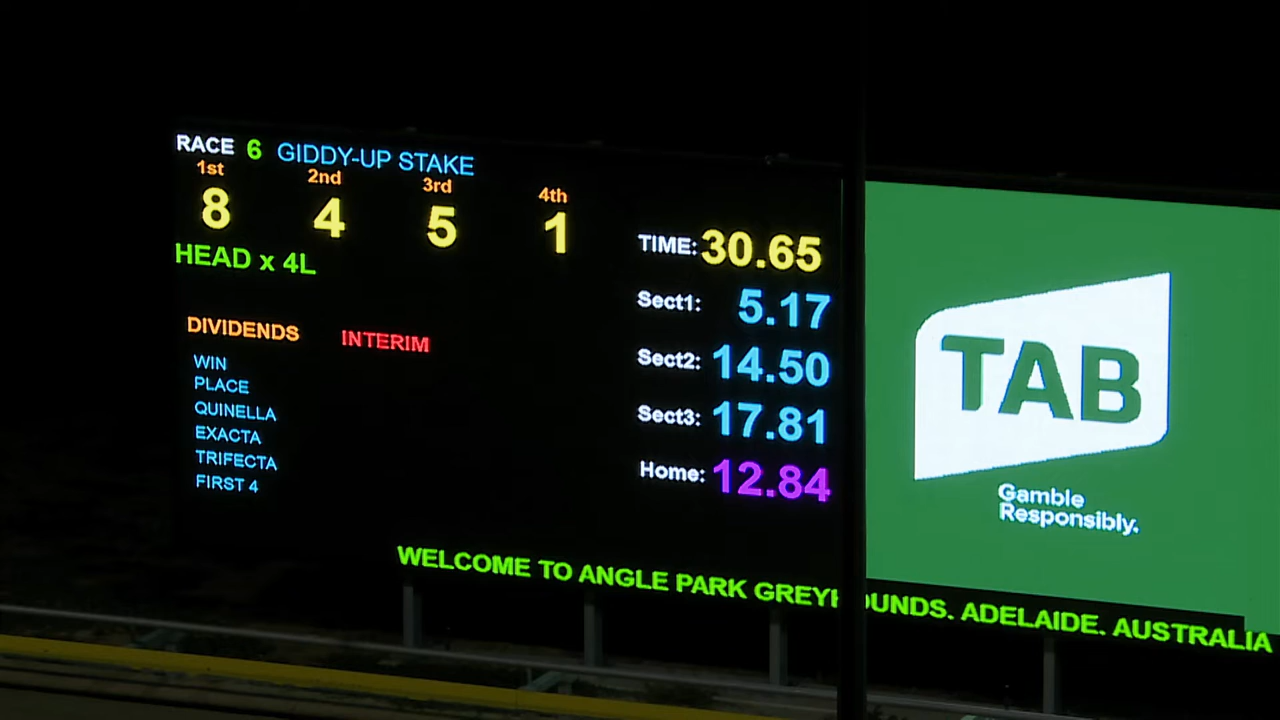 RACE 6 GIDDY-UP STAKE
1st 2nd 3rd 4th
8 4 5 1
HEAD x 4L
TIME: 30.65
Sect1: 5.17
Sect2: 14.50
Sect3: 17.81
Home: 12.84
DIVIDENDS INTERIM
WIN
PLACE
QUINELLA
EXACTA
TRIFECTA
FIRST 4
TAB
Gamble
Responsibly.
WELCOME TO ANGLE PARK GREYHOUNDS. ADELAIDE. AUSTRALIA